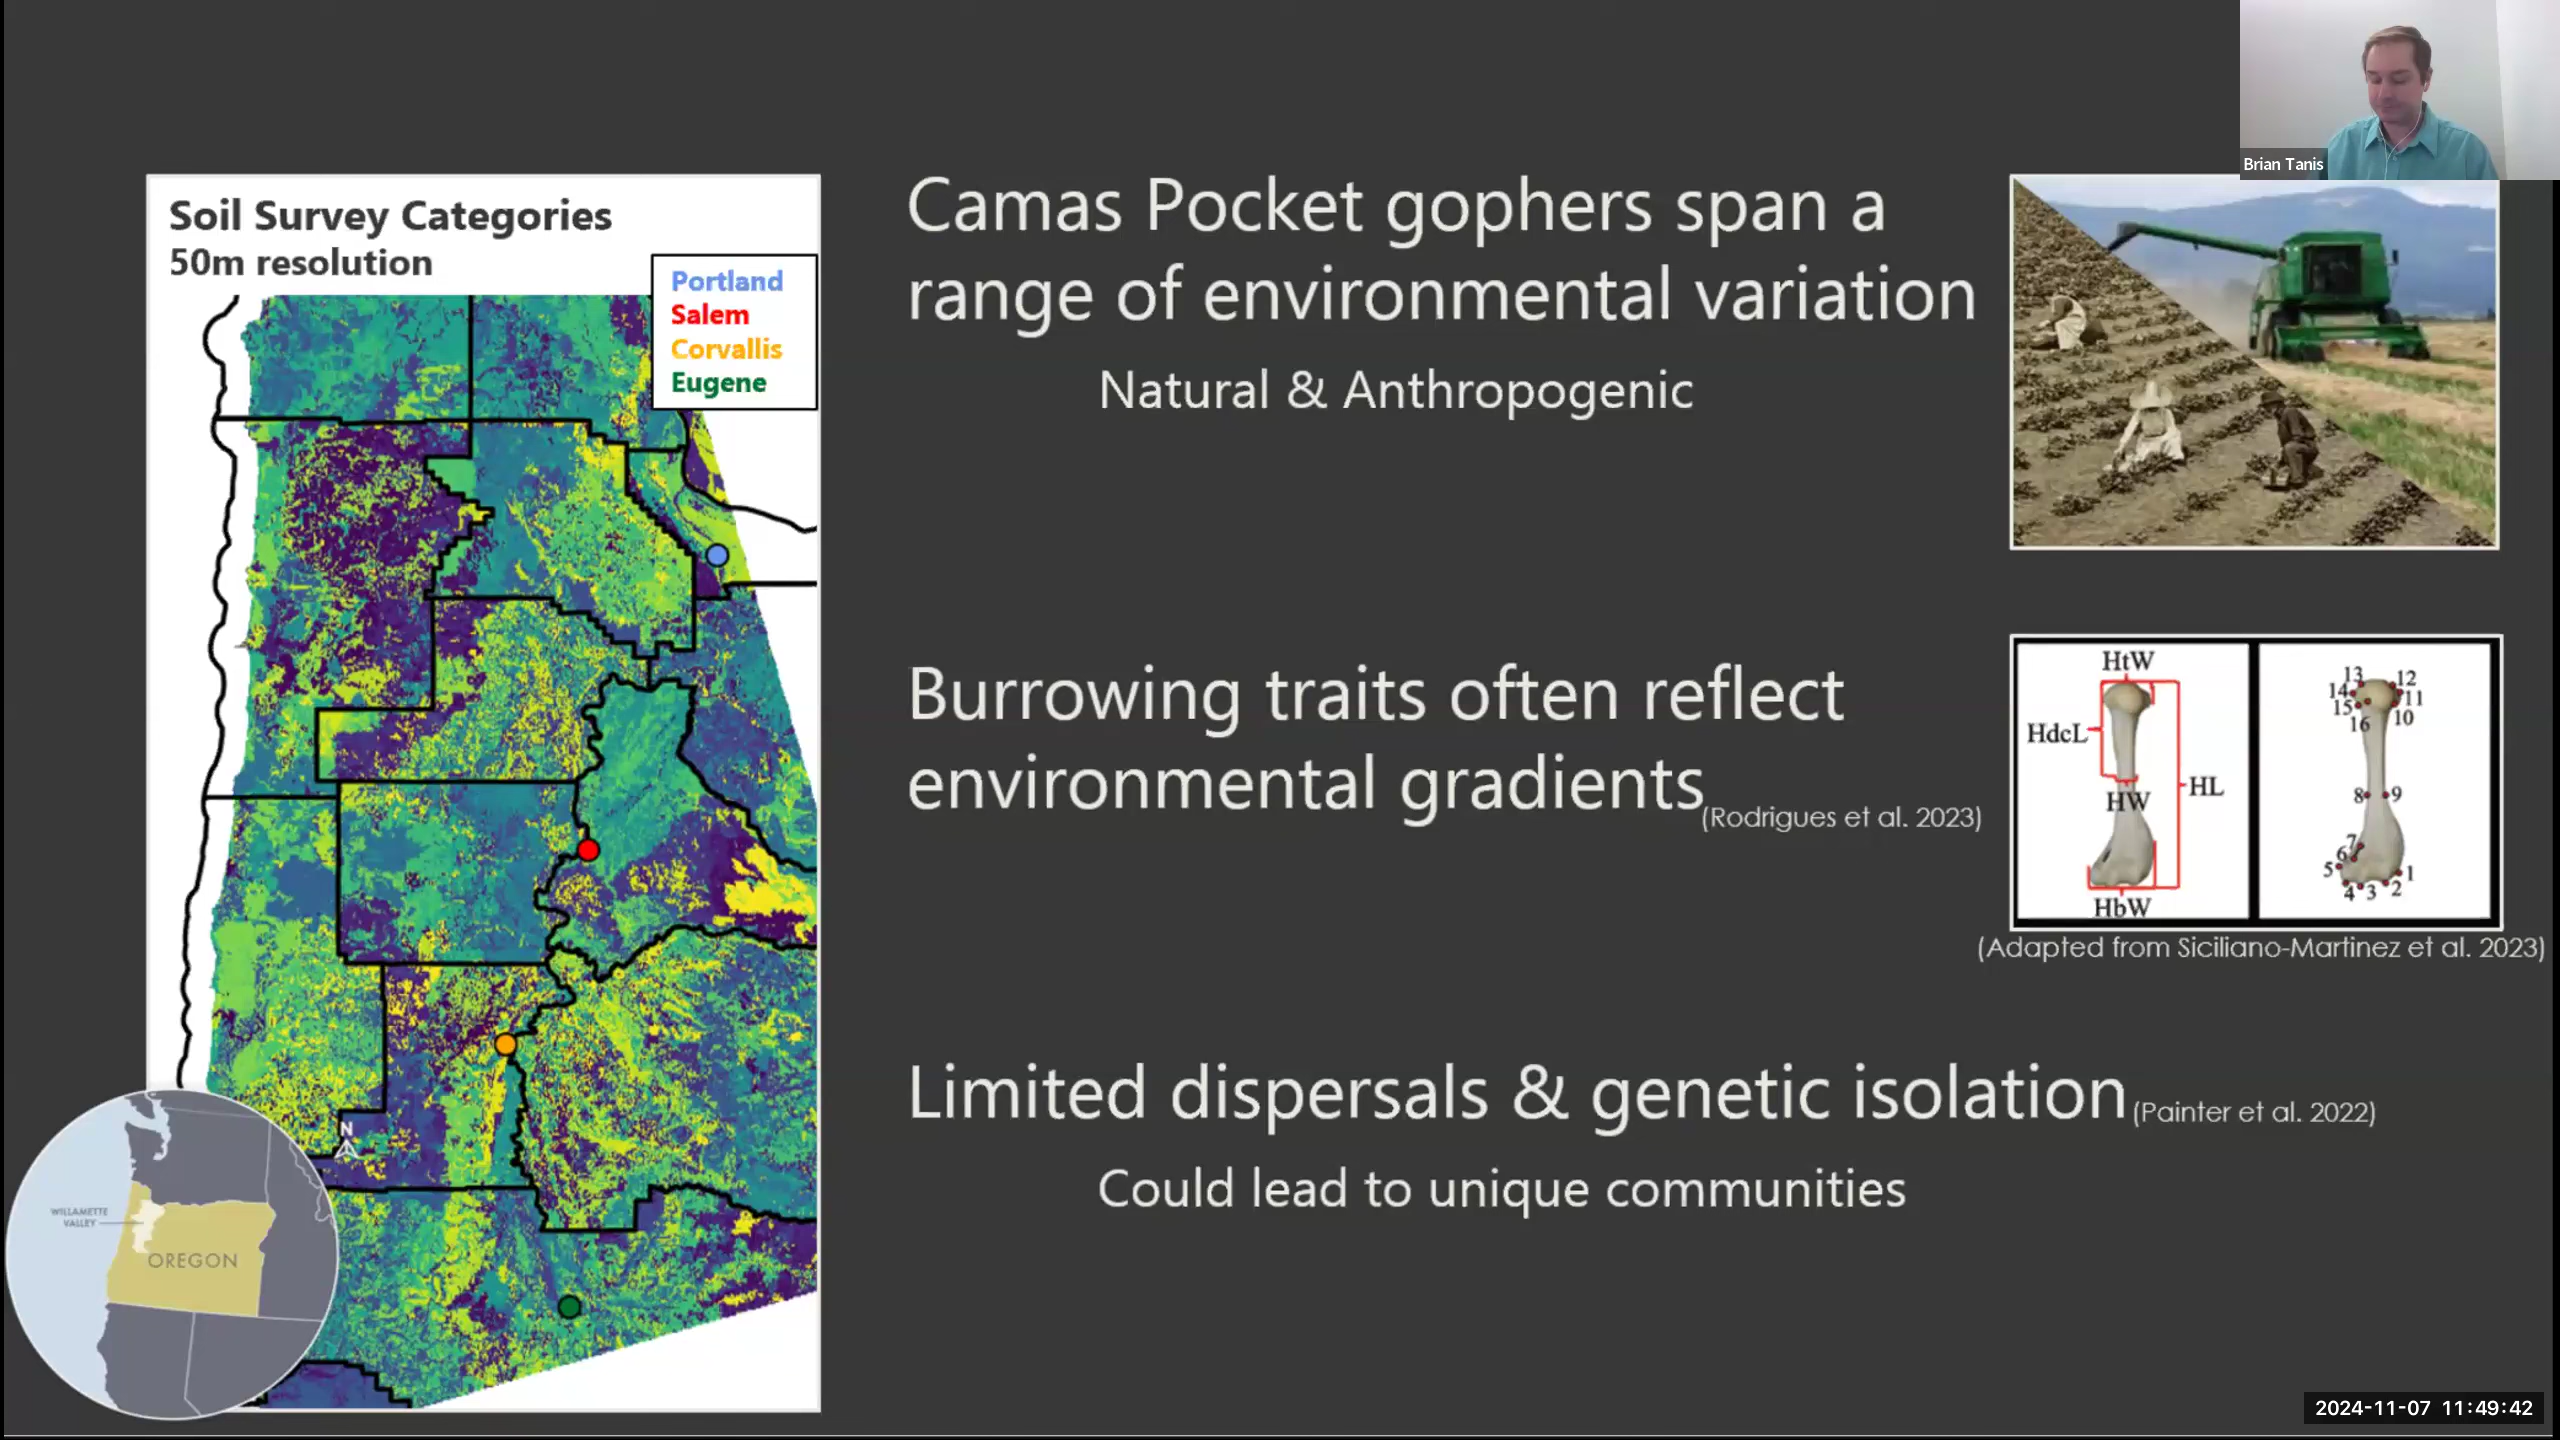 Brian Tanis
Soil Survey Categories
50m resolution
Portland
Salem
Corvallis
Eugene
N
WILLAMETTE
VALLEY
OREGON
Camas Pocket gophers span a
range of environmental variation
Natural & Anthropogenic
Burrowing traits often reflect
environmental gradients(Rodrigues et al. 2023)
HtW
HdcL
HW
HL
HbW
13
12
14
11
15
10
16
8
9
7
6
5
1
4
3
2
(Adapted from Siciliano-Martinez et al. 2023)
Limited dispersals & genetic isolation(Painter et al. 2022)
Could lead to unique communities
2024-11-07 11:49:42